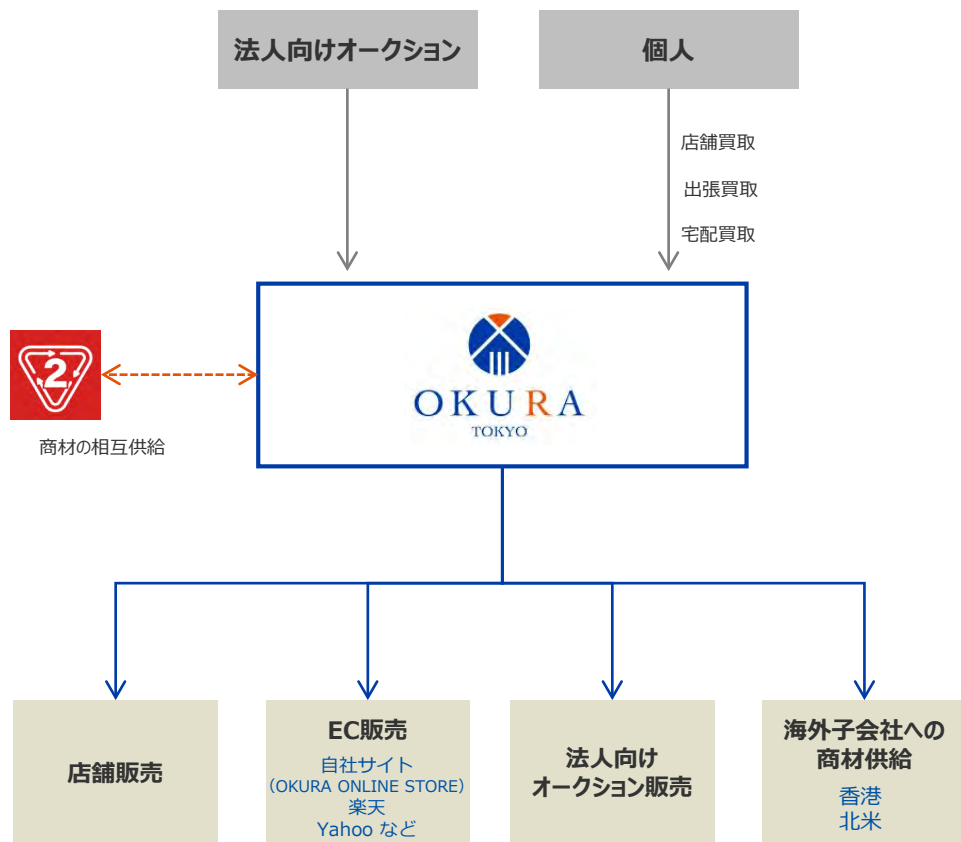 法人向けオークション
個人
店舗買取
出張買取
宅配買取
2
商材の相互供給
OKURA
TOKYO
店舗販売
EC販売
自社サイト
（OKURA ONLINE STORE）
楽天
Yahoo など
法人向け
オークション販売
海外子会社への
商材供給
香港
北米